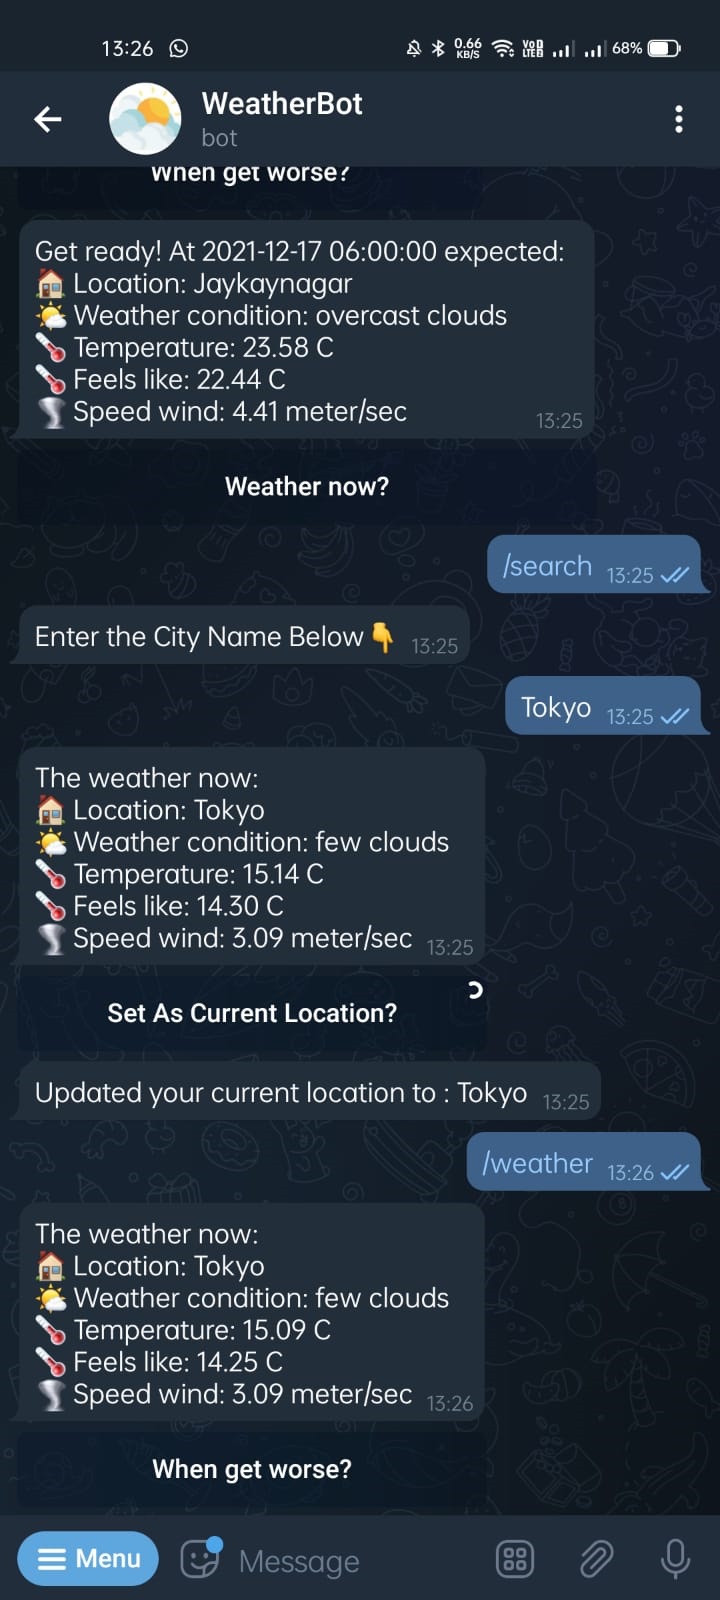 13:26
0.66 KB/S
VoD LTE
68%
WeatherBot
bot
When get worse?
Get ready! At 2021-12-17 06:00:00 expected:
Location: Jaykaynagar
Weather condition: overcast clouds
Temperature: 23.58 C
Feels like: 22.44 C
Speed wind: 4.41 meter/sec
13:25
Weather now?
/search 13:25
Enter the City Name Below 13:25
Tokyo 13:25
The weather now:
Location: Tokyo
Weather condition: few clouds
Temperature: 15.14 C
Feels like: 14.30 C
Speed wind: 3.09 meter/sec 13:25
Set As Current Location?
Updated your current location to : Tokyo 13:25
/weather 13:26
The weather now:
Location: Tokyo
Weather condition: few clouds
Temperature: 15.09 C
Feels like: 14.25 C
Speed wind: 3.09 meter/sec 13:26
When get worse?
Menu
Message